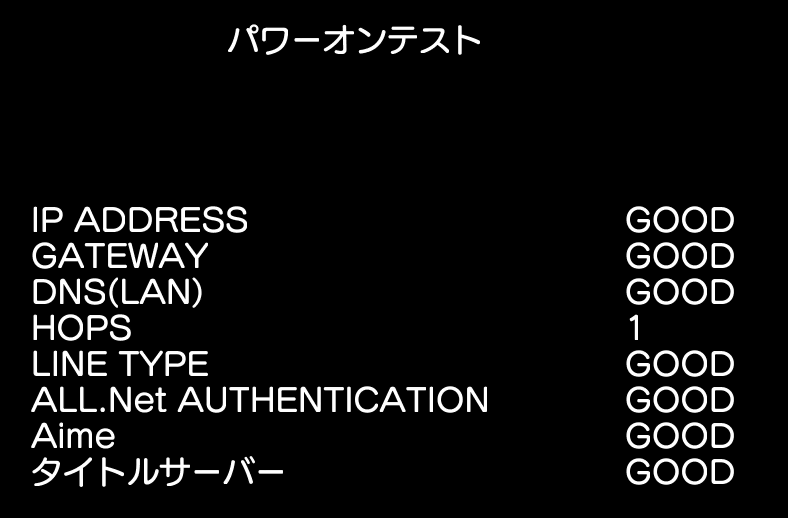 パワーオンテスト
IP ADDRESS GOOD
GATEWAY GOOD
DNS(LAN) GOOD
HOPS 1
LINE TYPE GOOD
ALL.Net AUTHENTICATION GOOD
Aime GOOD
タイトルサーバー GOOD